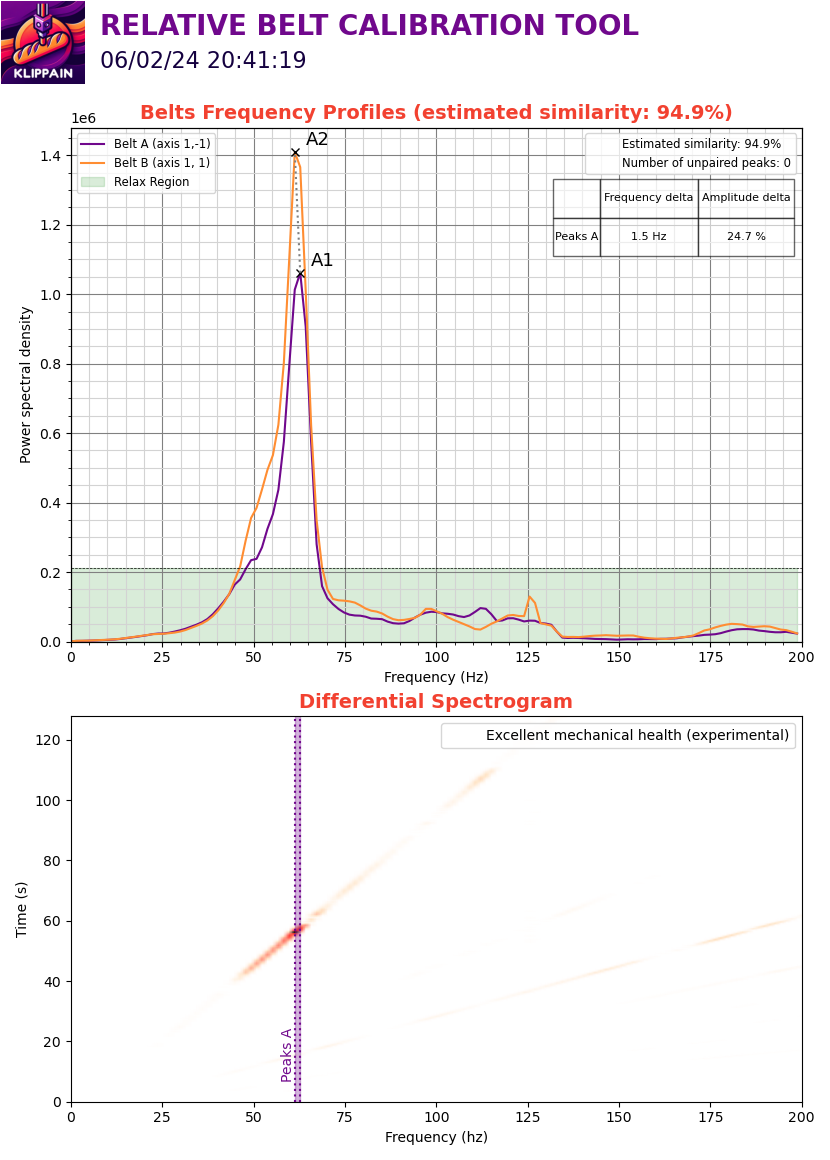 RELATIVE BELT CALIBRATION TOOL
06/02/24 20:41:19
KLIPPAIN
Belts Frequency Profiles (estimated similarity: 94.9%)
1e6
Belt A (axis 1,-1)
Belt B (axis 1, 1)
Relax Region
Estimated similarity: 94.9%
Number of unpaired peaks: 0
Frequency delta Amplitude delta
Peaks A 1.5 Hz 24.7 %
A2
A1
Power spectral density
1.4
1.2
1.0
0.8
0.6
0.4
0.2
0.0
0 25 50 75 100 125 150 175 200
Frequency (Hz)
Differential Spectrogram
Excellent mechanical health (experimental)
Time (s)
120
100
80
60
40
20
0
Peaks A
0 25 50 75 100 125 150 175 200
Frequency (hz)